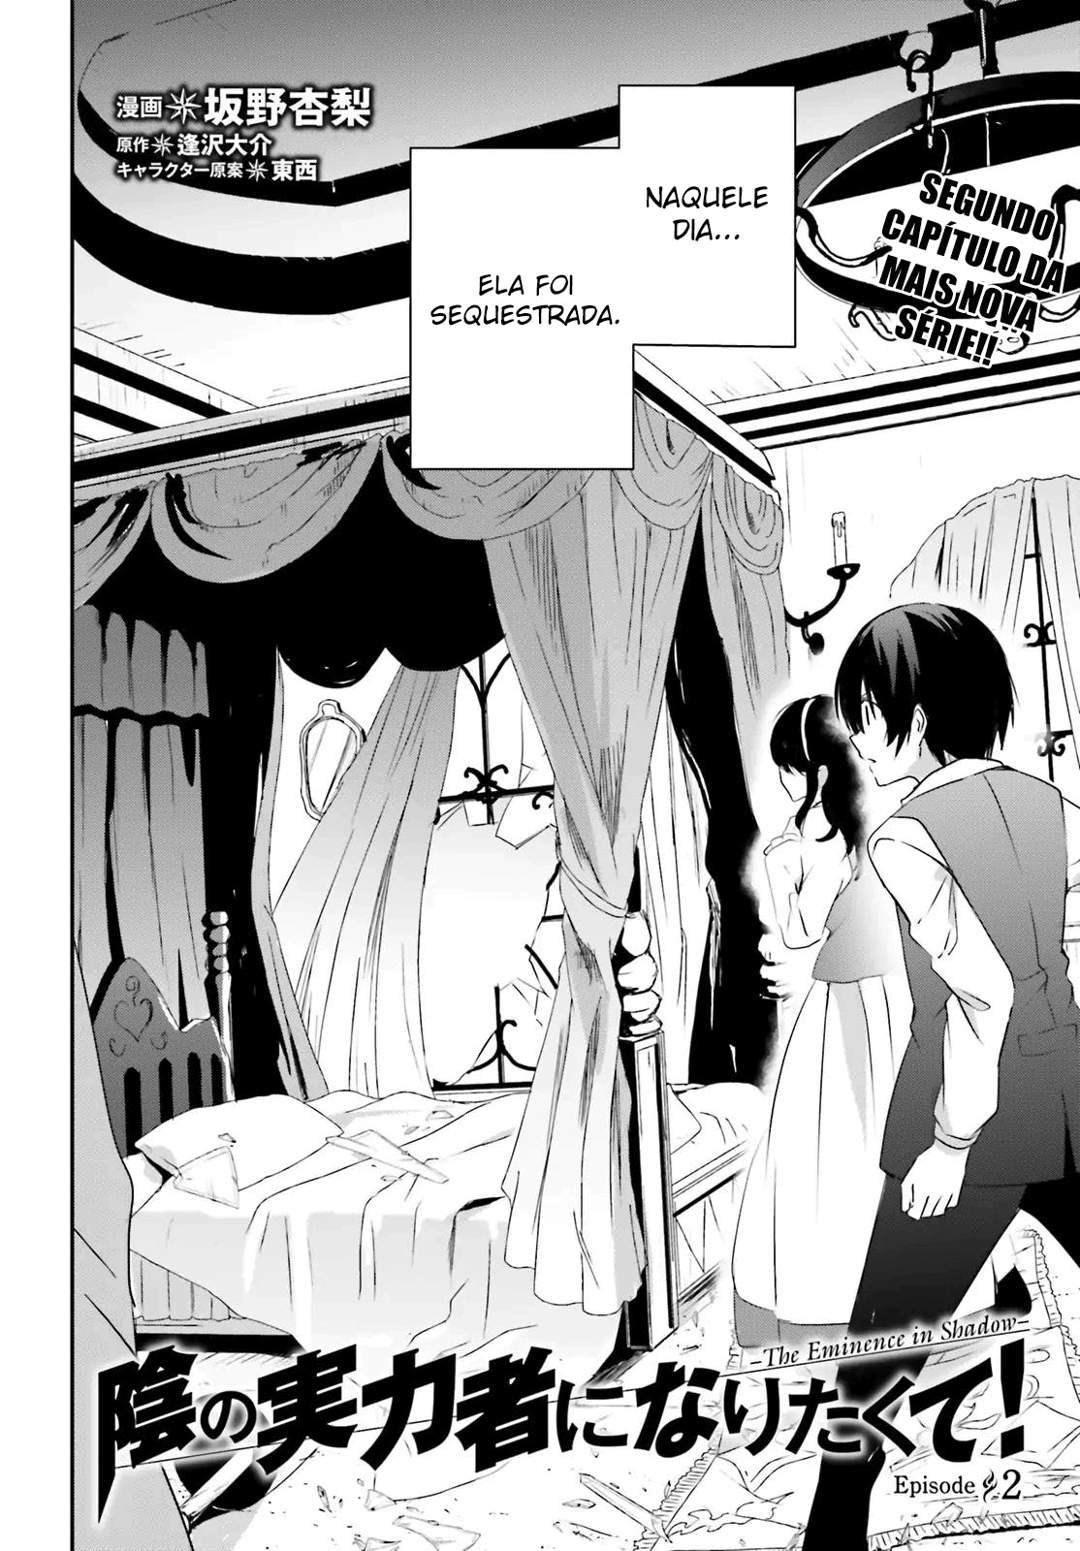 漫画✴坂野杏梨
原作✴逢沢大介
キャラクター原案✴東西
NAQUELE
DIA...
ELA FOI
SEQUESTRADA.
SEGUNDO
CAPÍTULO DA
MAIS NOVA
SÉRIE!!
–The Eminence in Shadow–
陰の実力者になりたくて!
Episode 2